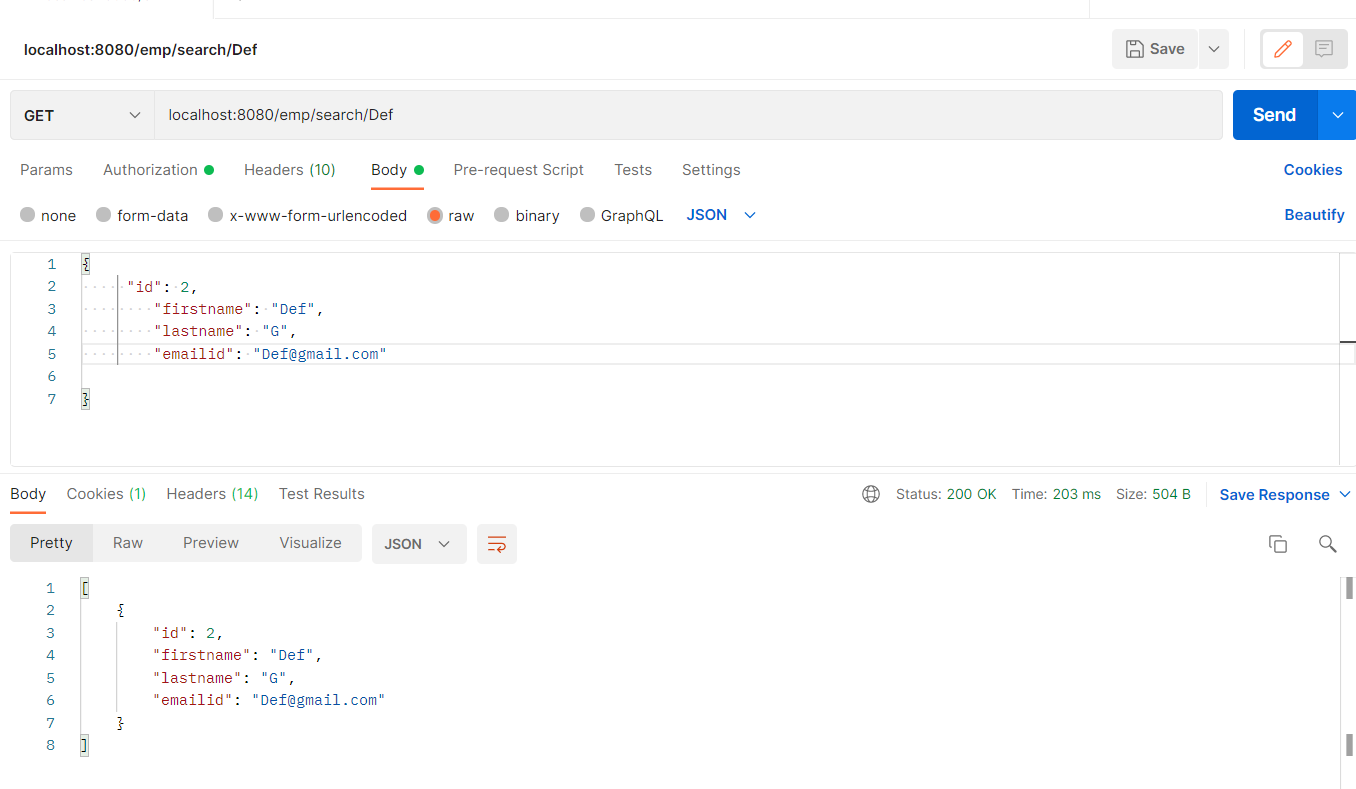 localhost:8080/emp/search/Def
Save
GET localhost:8080/emp/search/Def Send
Params Authorization Headers (10) Body Pre-request Script Tests Settings Cookies
none form-data x-www-form-urlencoded raw binary GraphQL JSON Beautify
1 {
2 "id": 2,
3 "firstname": "Def",
4 "lastname": "G",
5 "emailid": "Def@gmail.com"
6
7 }
Body Cookies (1) Headers (14) Test Results Status: 200 OK Time: 203 ms Size: 504 B Save Response
Pretty Raw Preview Visualize JSON
1 [
2 {
3 "id": 2,
4 "firstname": "Def",
5 "lastname": "G",
6 "emailid": "Def@gmail.com"
7 }
8 ]